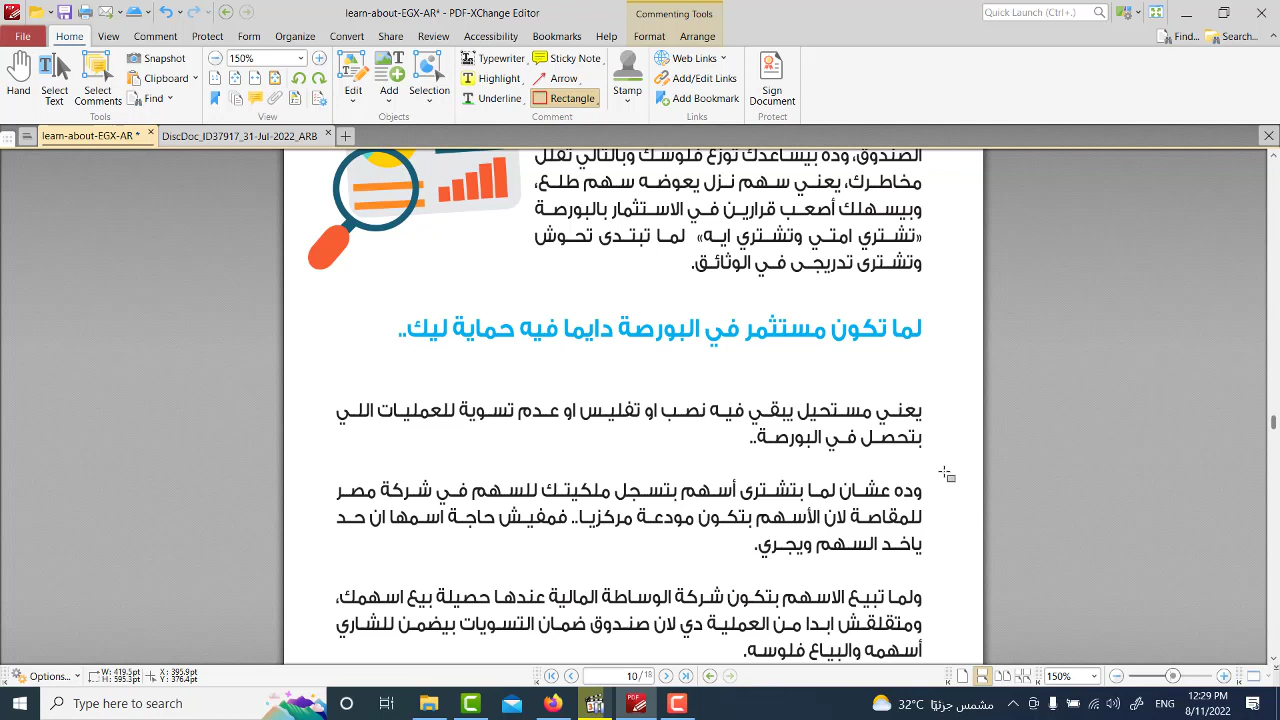 learn-about-EGX-AR* - PDF-XChange Editor
Commenting Tools
Quick Launch (Ctrl+.)
File Home View Comment Protect Form Organize Convert Share Review Accessibility Bookmarks Help Format Arrange
Find... Search...
Hand
Select Text
Select Comments
Snapshot
Clipboard
Find
Tools
150%
View
Edit
Add
Selection
Objects
Typewriter
Highlight
Underline
Sticky Note
Arrow
Rectangle
Comment
Stamp
Web Links
Add/Edit Links
Add Bookmark
Links
Sign Document
Protect
learn-about-EGX-AR *
DiscDoc_ID37917_31-Jul-2022_ARB
الصندوق، وده بيساعدك توزع فلوسك وبالتالي تقلل
مخاطرك، يعني سهم نزل يعوضه سهم طلع،
وبيسهلك أصعب قرارين في الاستثمار بالبورصة
«تشتري امتي وتشتري ايه» لما تبتدى تحوش
وتشترى تدريجى في الوثائق.
لما تكون مستثمر في البورصة دايما فيه حماية ليك..
يعني مستحيل يبقي فيه نصب او تفليس او عدم تسوية للعمليات اللي
بتحصل في البورصة..
وده عشان لما بتشترى أسهم بتسجل ملكيتك للسهم في شركة مصر
للمقاصة لان الأسهم بتكون مودعة مركزيا.. فمفيش حاجة اسمها ان حد
ياخد السهم ويجري.
ولما تبيع الاسهم بتكون شركة الوساطة المالية عندها حصيلة بيع اسهمك،
ومتقلقش ابدا من العملية دي لان صندوق ضمان التسويات بيضمن للشاري
أسهمه والبياع فلوسه.
Options...
W: 419.5pt
H: 595.3pt
X: 395.9pt
Y:
10 / 18
150%
Type here to search
32°C مشمس جزئيًا
ENG
12:29 PM
8/11/2022